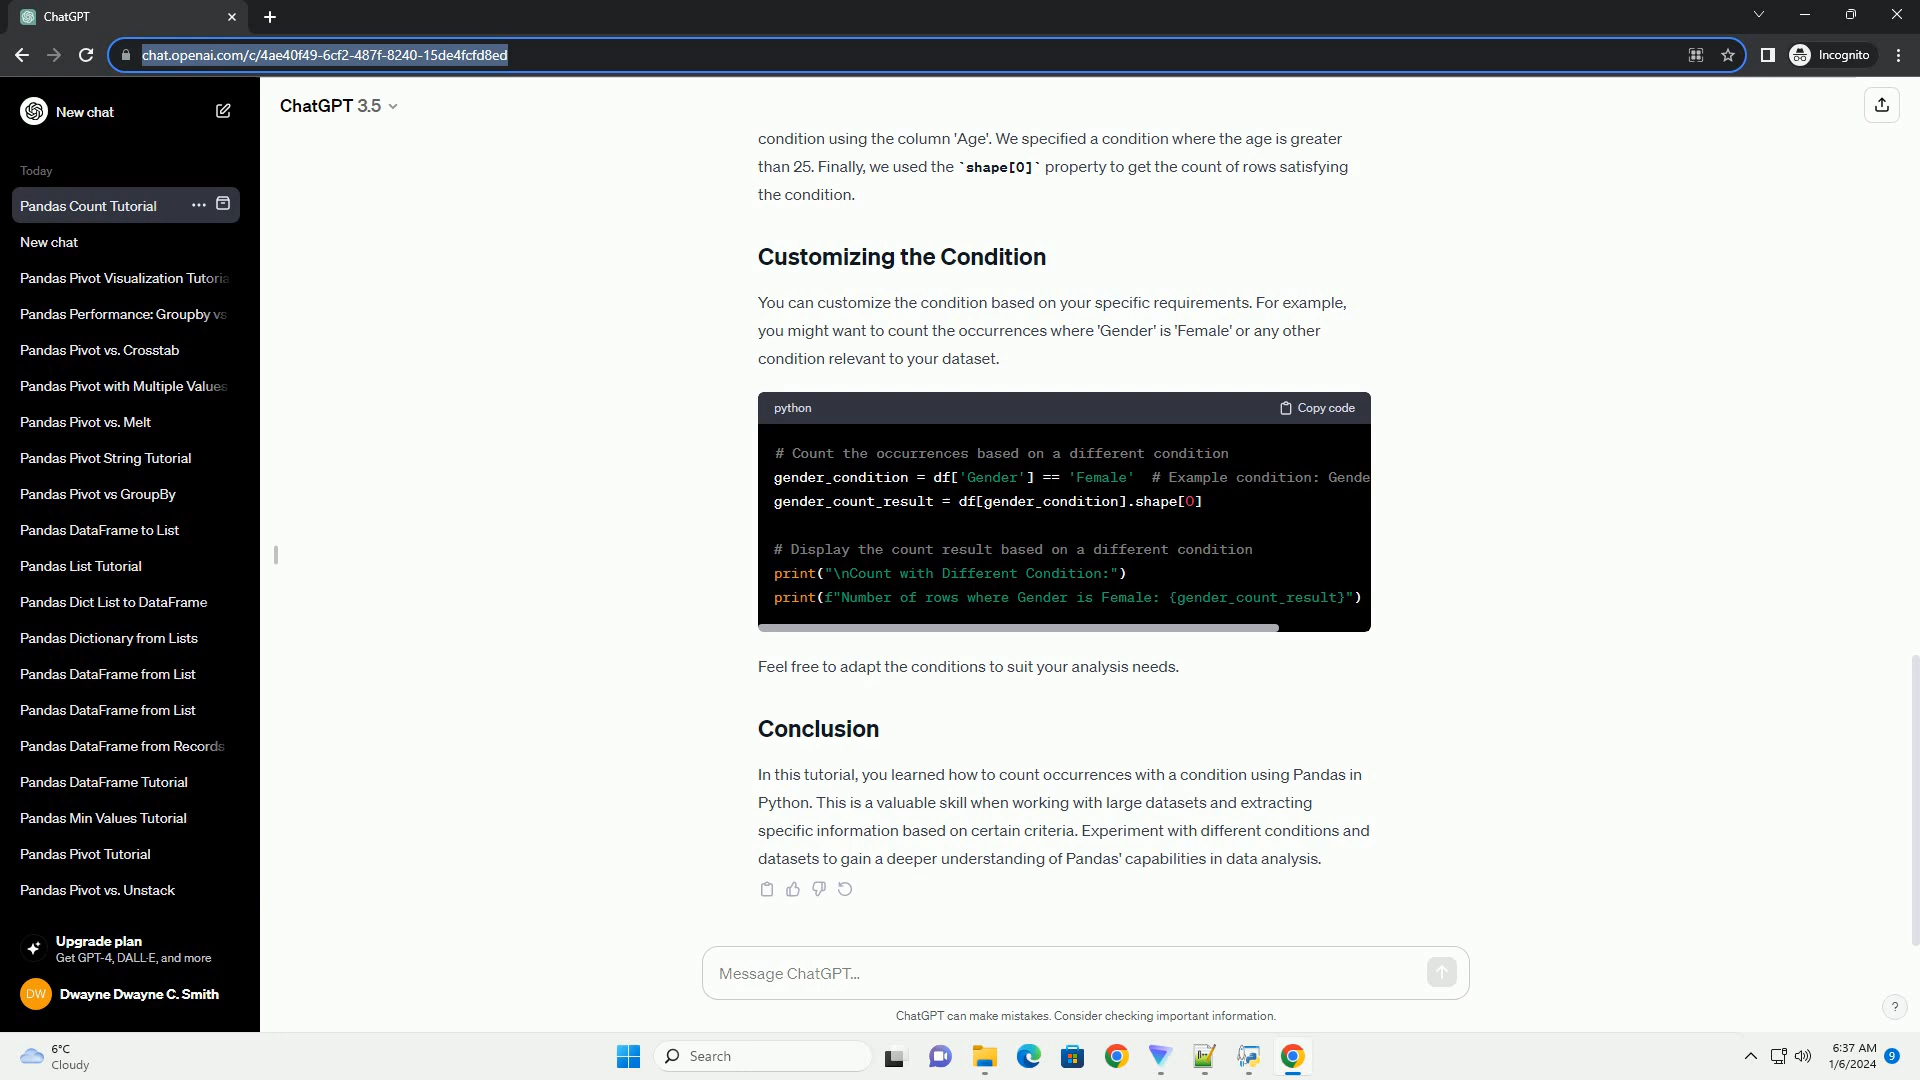 ChatGPT
chat.openai.com/c/4ae40f49-6cf2-487f-8240-15de4fcfd8ed
Incognito
New chat
Today
Pandas Count Tutorial
New chat
Pandas Pivot Visualization Tutoria
Pandas Performance: Groupby vs
Pandas Pivot vs. Crosstab
Pandas Pivot with Multiple Values
Pandas Pivot vs. Melt
Pandas Pivot String Tutorial
Pandas Pivot vs GroupBy
Pandas DataFrame to List
Pandas List Tutorial
Pandas Dict List to DataFrame
Pandas Dictionary from Lists
Pandas DataFrame from List
Pandas DataFrame from List
Pandas DataFrame from Records
Pandas DataFrame Tutorial
Pandas Min Values Tutorial
Pandas Pivot Tutorial
Pandas Pivot vs. Unstack
Upgrade plan
Get GPT-4, DALL·E, and more
DW Dwayne Dwayne C. Smith
ChatGPT 3.5
condition using the column 'Age'. We specified a condition where the age is greater
than 25. Finally, we used the `shape[0]` property to get the count of rows satisfying
the condition.
Customizing the Condition
You can customize the condition based on your specific requirements. For example,
you might want to count the occurrences where 'Gender' is 'Female' or any other
condition relevant to your dataset.
python Copy code
# Count the occurrences based on a different condition
gender_condition = df['Gender'] == 'Female'  # Example condition: Gende
gender_count_result = df[gender_condition].shape[0]
# Display the count result based on a different condition
print("\nCount with Different Condition:")
print(f"Number of rows where Gender is Female: {gender_count_result}")
Feel free to adapt the conditions to suit your analysis needs.
Conclusion
In this tutorial, you learned how to count occurrences with a condition using Pandas in
Python. This is a valuable skill when working with large datasets and extracting
specific information based on certain criteria. Experiment with different conditions and
datasets to gain a deeper understanding of Pandas' capabilities in data analysis.
Message ChatGPT...
ChatGPT can make mistakes. Consider checking important information.
?
6°C
Cloudy
Search
6:37 AM
1/6/2024
9